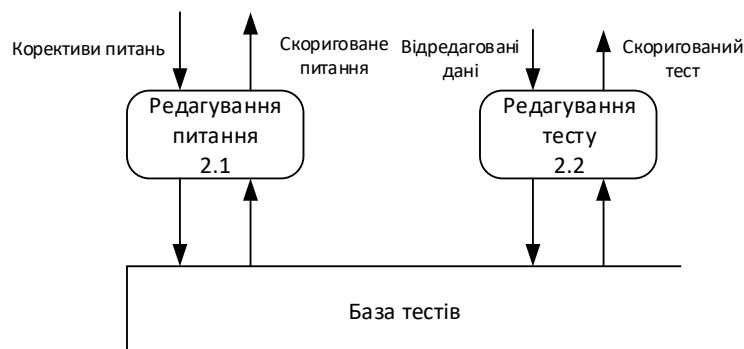 Корективи питань
Скориговане
питання
Відредаговані
дані
Скоригований
тест
Редагування
питання
2.1
Редагування
тесту
2.2
База тестів